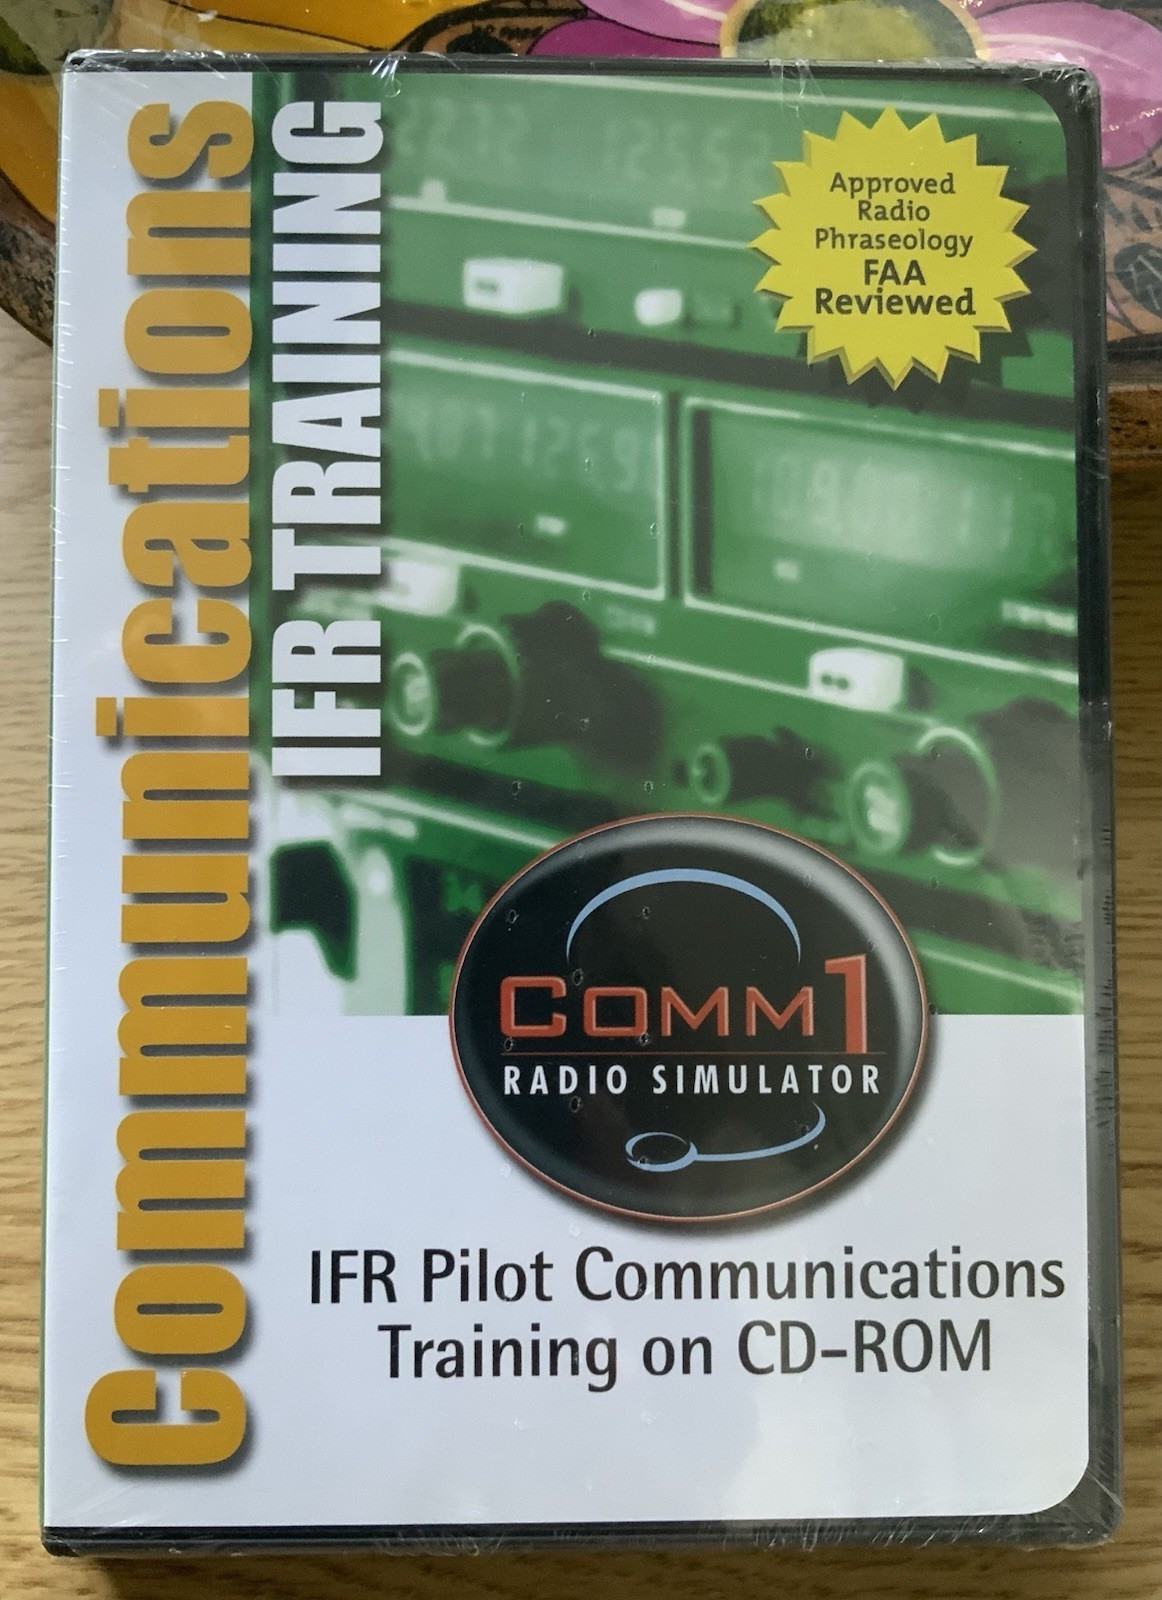 Communications
IFR TRAINING
Approved
Radio
Phraseology
FAA
Reviewed
COMM1
RADIO SIMULATOR
IFR Pilot Communications
Training on CD-ROM